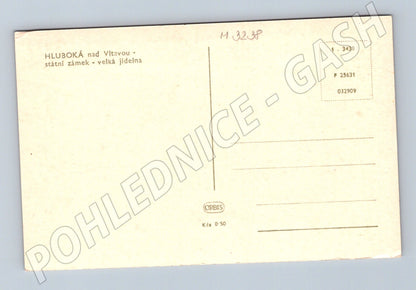 M 3238
HLUBOKÁ nad Vltavou -
státní zámek - velká jídelna
P 25631
032909
ORBIS
Kčs 0·50
POHLEDNICE - GASH